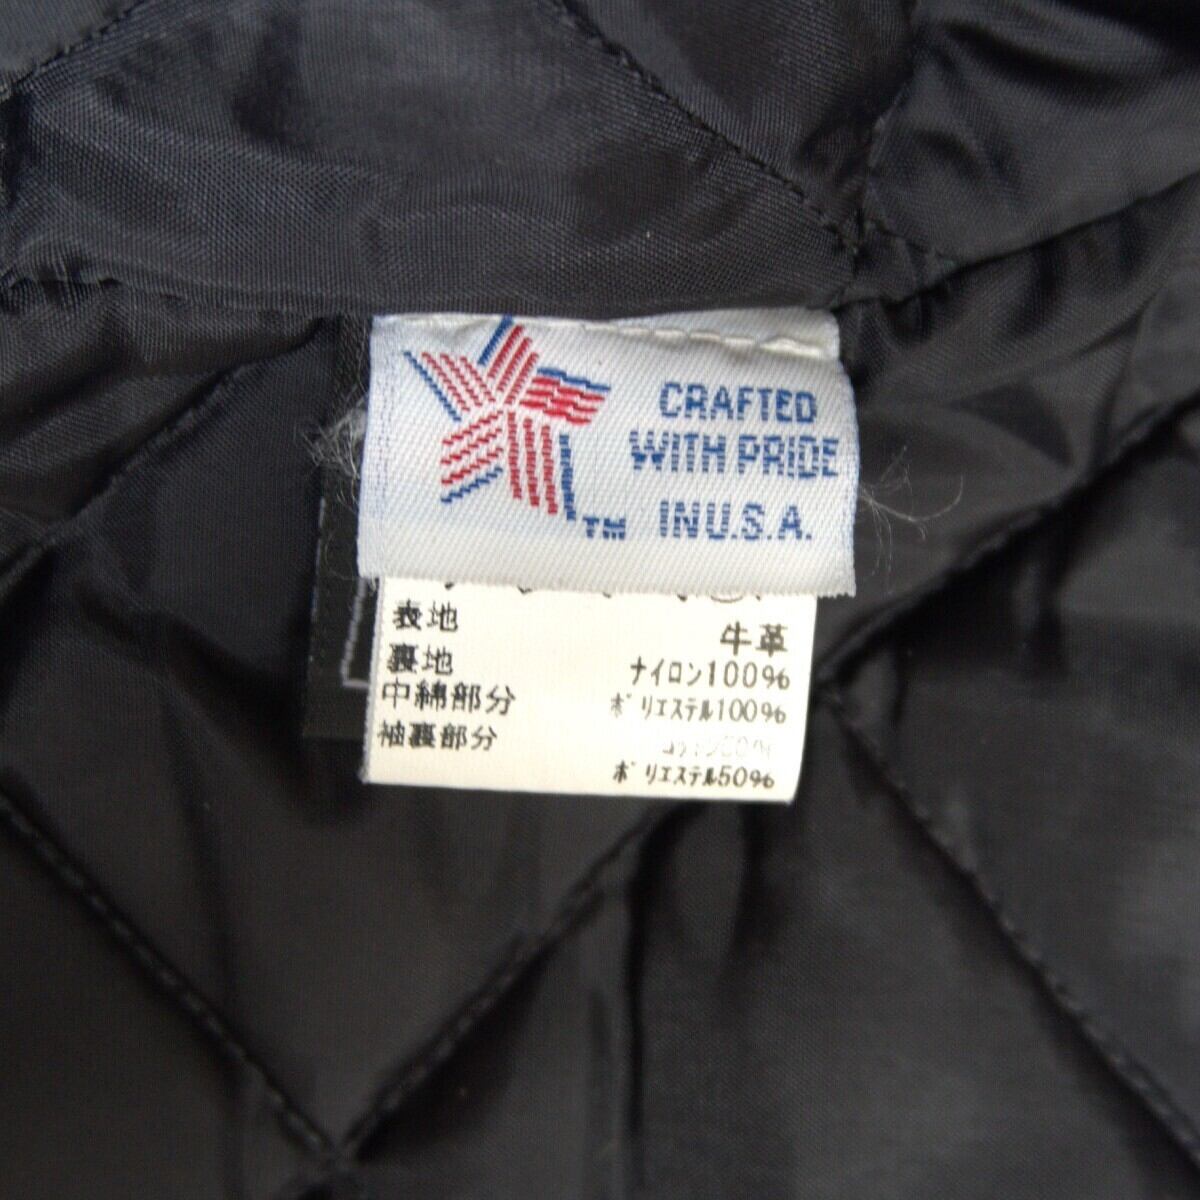 CRAFTED
WITH PRIDE
IN U.S.A.
TM
表地 牛革
裏地 ナイロン100%
中綿部分 ポリエステル100%
袖裏部分
ポリエステル50%